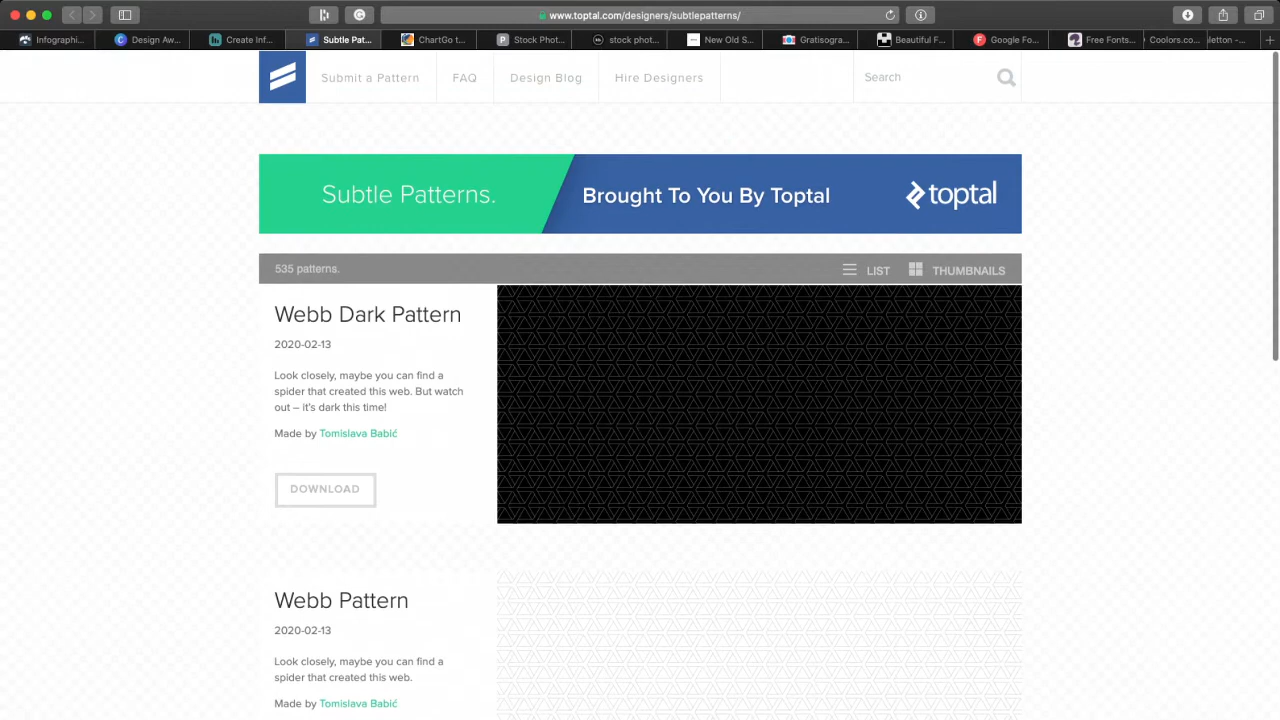 www.toptal.com/designers/subtlepatterns/
Infographi...
Design Aw...
Create Inf...
Subtle Pat...
ChartGo t...
Stock Phot...
stock phot...
New Old S...
Gratisogra...
Beautiful F...
Google Fo...
Free Fonts...
Coolors.co...
letton -...
Submit a Pattern
FAQ
Design Blog
Hire Designers
Search
Subtle Patterns.
Brought To You By Toptal
toptal
535 patterns.
LIST
THUMBNAILS
Webb Dark Pattern
2020-02-13
Look closely, maybe you can find a
spider that created this web. But watch
out – it's dark this time!
Made by Tomislava Babić
DOWNLOAD
Webb Pattern
2020-02-13
Look closely, maybe you can find a
spider that created this web.
Made by Tomislava Babić